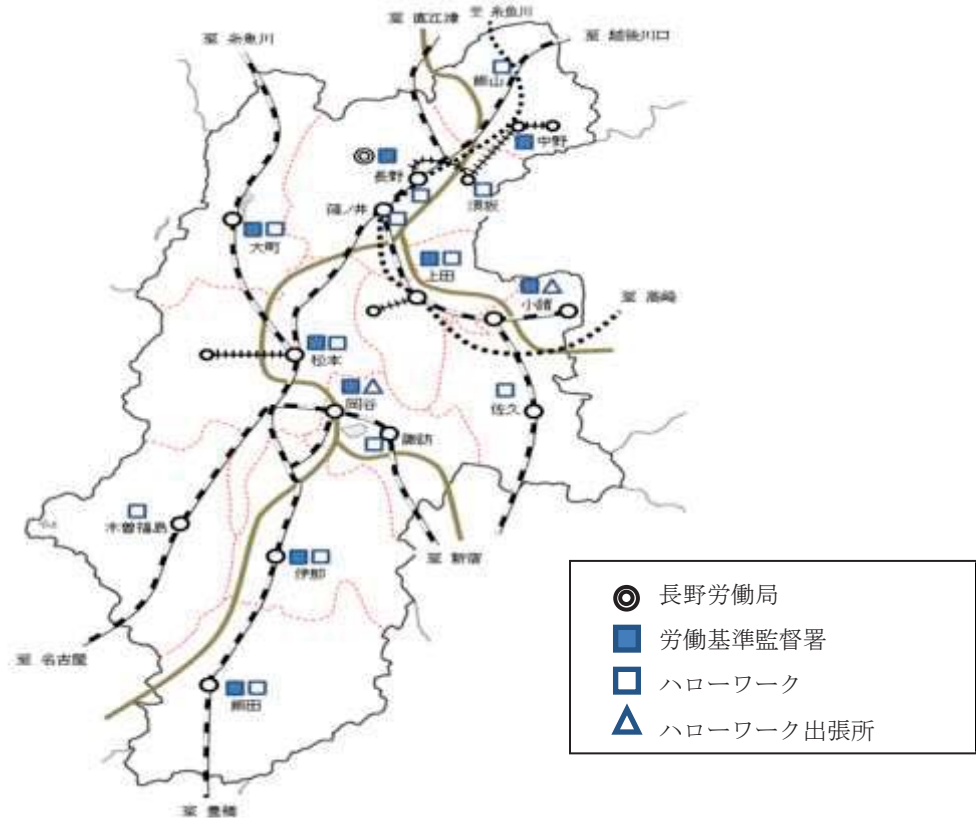 至 糸魚川
至 直江津
至 糸魚川
至 越後川口
飯山
中野
長野
須坂
篠ノ井
大町
上田
小諸
至 高崎
松本
岡谷
佐久
諏訪
木曽福島
至 新宿
伊那
至 名古屋
飯田
至 豊橋
長野労働局
労働基準監督署
ハローワーク
ハローワーク出張所